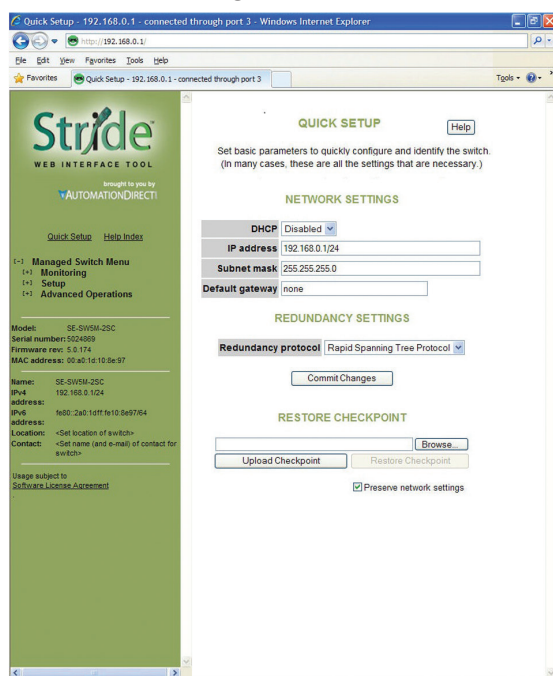 Quick Setup - 192.168.0.1 - connected through port 3 - Windows Internet Explorer
http://192.168.0.1/
File Edit View Favorites Tools Help
Favorites Quick Setup - 192.168.0.1 - connected through port 3 Tools
Stride
WEB INTERFACE TOOL
brought to you by
AUTOMATIONDIRECT
Quick Setup Help Index
[-] Managed Switch Menu
[+] Monitoring
[+] Setup
[+] Advanced Operations
Model: SE-SW5M-2SC
Serial number: 5024869
Firmware rev: 5.0.174
MAC address: 00:a0:1d:10:8e:97
Name: SE-SW5M-2SC
IPv4 address: 192.168.0.1/24
IPv6 address: fe80::2a0:1dff:fe10:8e97/64
Location: <Set location of switch>
Contact: <Set name (and e-mail) of contact for switch>
Usage subject to
Software License Agreement
QUICK SETUP
Help
Set basic parameters to quickly configure and identify the switch.
(In many cases, these are all the settings that are necessary.)
NETWORK SETTINGS
DHCP Disabled
IP address 192.168.0.1/24
Subnet mask 255.255.255.0
Default gateway none
REDUNDANCY SETTINGS
Redundancy protocol Rapid Spanning Tree Protocol
Commit Changes
RESTORE CHECKPOINT
Browse...
Upload Checkpoint Restore Checkpoint
Preserve network settings